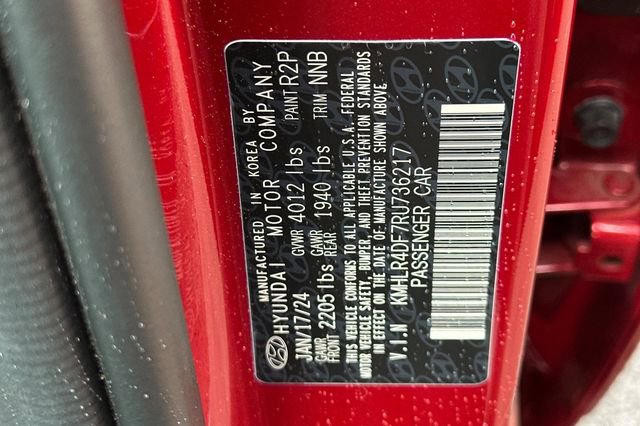 MANUFACTURED IN KOREA BY
HYUNDAI MOTOR COMPANY
JAN/17/24 GVWR 4012 lbs PAINT R2P
GAWR FRONT 2205 lbs GAWR REAR 1940 lbs TRIM NNB
THIS VEHICLE CONFORMS TO ALL APPLICABLE U.S.A. FEDERAL
MOTOR VEHICLE SAFETY, BUMPER, AND THEFT PREVENTION STANDARDS
IN EFFECT ON THE DATE OF MANUFACTURE SHOWN ABOVE
V.I.N KMHLR4DF7RU736217
PASSENGER CAR